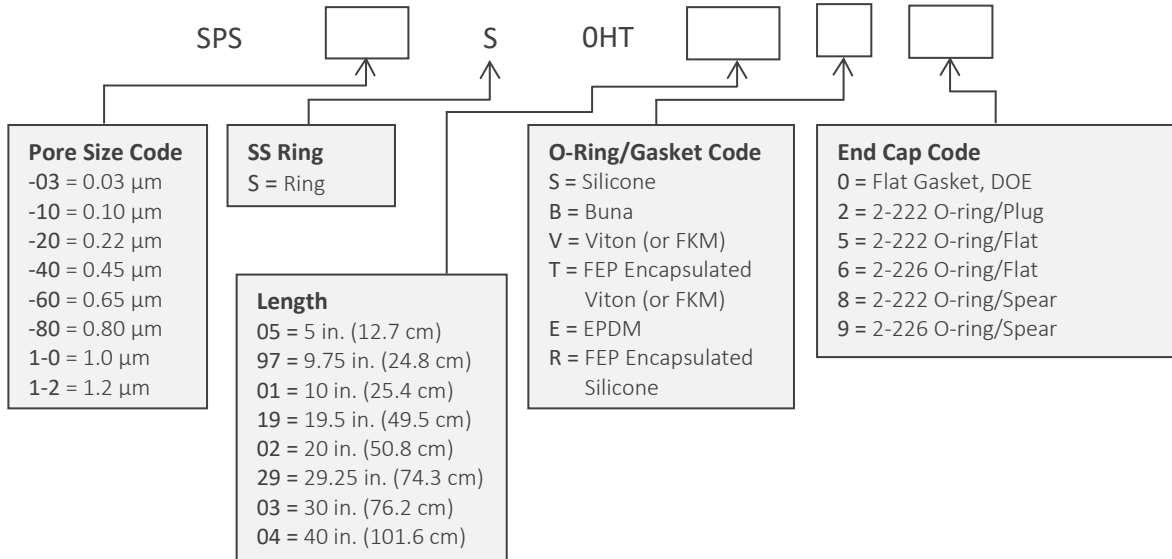 SPS S 0HT
Pore Size Code
-03 = 0.03 µm
-10 = 0.10 µm
-20 = 0.22 µm
-40 = 0.45 µm
-60 = 0.65 µm
-80 = 0.80 µm
1-0 = 1.0 µm
1-2 = 1.2 µm
SS Ring
S = Ring
Length
05 = 5 in. (12.7 cm)
97 = 9.75 in. (24.8 cm)
01 = 10 in. (25.4 cm)
19 = 19.5 in. (49.5 cm)
02 = 20 in. (50.8 cm)
29 = 29.25 in. (74.3 cm)
03 = 30 in. (76.2 cm)
04 = 40 in. (101.6 cm)
O-Ring/Gasket Code
S = Silicone
B = Buna
V = Viton (or FKM)
T = FEP Encapsulated
Viton (or FKM)
E = EPDM
R = FEP Encapsulated
Silicone
End Cap Code
0 = Flat Gasket, DOE
2 = 2-222 O-ring/Plug
5 = 2-222 O-ring/Flat
6 = 2-226 O-ring/Flat
8 = 2-222 O-ring/Spear
9 = 2-226 O-ring/Spear